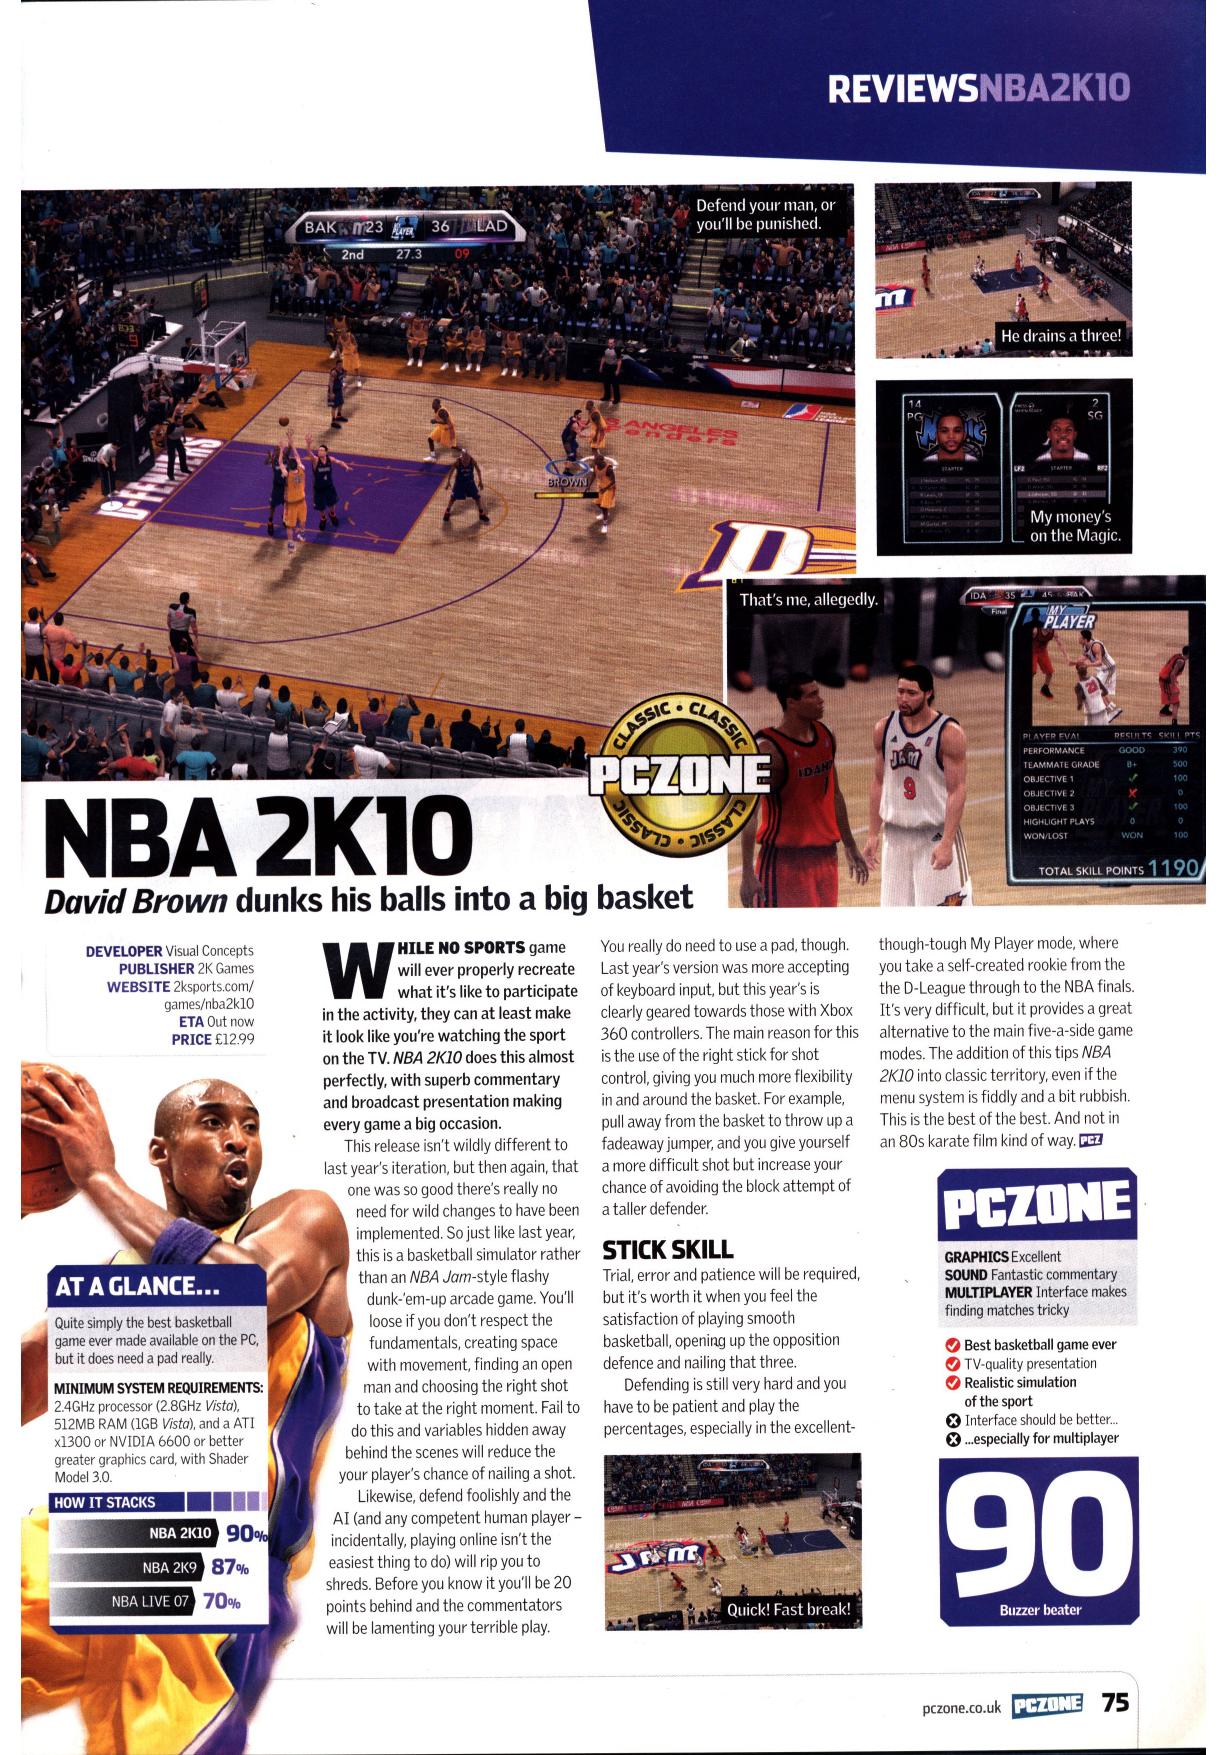 REVIEWSNBA2K10
Defend your man, or
you'll be punished.
BAK 23 36 LAD
2nd 27.3 09
BROWN
He drains a three!
14
PG
2
SG
STARTER
STARTER
My money's
on the Magic.
That's me, allegedly.
IDA 35 45 BAK
Final
MY
PLAYER
PLAYER EVAL RESULTS SKILL PTS
PERFORMANCE GOOD 390
TEAMMATE GRADE B+ 500
OBJECTIVE 1 100
OBJECTIVE 2 0
OBJECTIVE 3 100
HIGHLIGHT PLAYS 0 0
WON/LOST WON 100
TOTAL SKILL POINTS 1190
IDAHO
JAM
9
CLASSIC • CLASSIC
PCZONE
CLASSIC • CLASSIC
NBA 2K10
David Brown dunks his balls into a big basket
DEVELOPER Visual Concepts
PUBLISHER 2K Games
WEBSITE 2ksports.com/
games/nba2k10
ETA Out now
PRICE £12.99
AT A GLANCE...
Quite simply the best basketball
game ever made available on the PC,
but it does need a pad really.
MINIMUM SYSTEM REQUIREMENTS:
2.4GHz processor (2.8GHz Vista),
512MB RAM (1GB Vista), and a ATI
x1300 or NVIDIA 6600 or better
greater graphics card, with Shader
Model 3.0.
HOW IT STACKS
NBA 2K10 90%
NBA 2K9 87%
NBA LIVE 07 70%
WHILE NO SPORTS game
will ever properly recreate
what it's like to participate
in the activity, they can at least make
it look like you're watching the sport
on the TV. NBA 2K10 does this almost
perfectly, with superb commentary
and broadcast presentation making
every game a big occasion.
This release isn't wildly different to
last year's iteration, but then again, that
one was so good there's really no
need for wild changes to have been
implemented. So just like last year,
this is a basketball simulator rather
than an NBA Jam-style flashy
dunk-'em-up arcade game. You'll
loose if you don't respect the
fundamentals, creating space
with movement, finding an open
man and choosing the right shot
to take at the right moment. Fail to
do this and variables hidden away
behind the scenes will reduce the
your player's chance of nailing a shot.
Likewise, defend foolishly and the
AI (and any competent human player –
incidentally, playing online isn't the
easiest thing to do) will rip you to
shreds. Before you know it you'll be 20
points behind and the commentators
will be lamenting your terrible play.
You really do need to use a pad, though.
Last year's version was more accepting
of keyboard input, but this year's is
clearly geared towards those with Xbox
360 controllers. The main reason for this
is the use of the right stick for shot
control, giving you much more flexibility
in and around the basket. For example,
pull away from the basket to throw up a
fadeaway jumper, and you give yourself
a more difficult shot but increase your
chance of avoiding the block attempt of
a taller defender.
STICK SKILL
Trial, error and patience will be required,
but it's worth it when you feel the
satisfaction of playing smooth
basketball, opening up the opposition
defence and nailing that three.
Defending is still very hard and you
have to be patient and play the
percentages, especially in the excellent-
JAM
Quick! Fast break!
though-tough My Player mode, where
you take a self-created rookie from the
the D-League through to the NBA finals.
It's very difficult, but it provides a great
alternative to the main five-a-side game
modes. The addition of this tips NBA
2K10 into classic territory, even if the
menu system is fiddly and a bit rubbish.
This is the best of the best. And not in
an 80s karate film kind of way. PCZ
PCZONE
GRAPHICS Excellent
SOUND Fantastic commentary
MULTIPLAYER Interface makes
finding matches tricky
Best basketball game ever
TV-quality presentation
Realistic simulation
of the sport
Interface should be better...
...especially for multiplayer
90
Buzzer beater
pczone.co.uk PCZONE 75